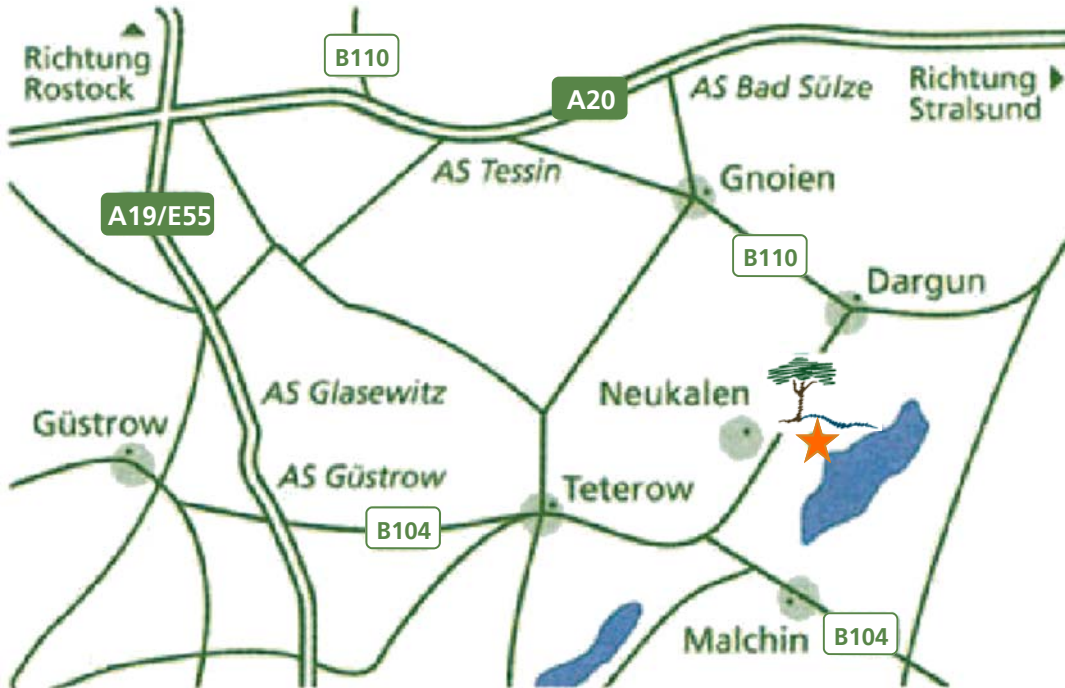 Richtung
Rostock
B110
A20
AS Bad Sülze
Richtung
Stralsund
AS Tessin
Gnoien
A19/E55
B110
Dargun
AS Glasewitz
Neukalen
Güstrow
AS Güstrow
Teterow
B104
Malchin
B104